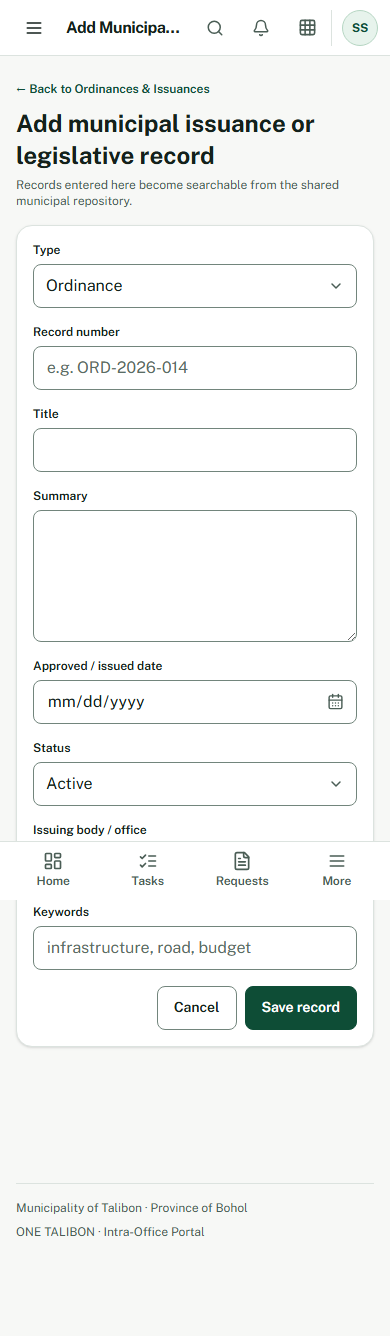 Add Municipa...
SS
← Back to Ordinances & Issuances
Add municipal issuance or
legislative record
Records entered here become searchable from the shared
municipal repository.
Type
Ordinance
Record number
e.g. ORD-2026-014
Title
Summary
Approved / issued date
mm/dd/yyyy
Status
Active
Issuing body / office
Home Tasks Requests More
Keywords
infrastructure, road, budget
Cancel Save record
Municipality of Talibon · Province of Bohol
ONE TALIBON · Intra-Office Portal